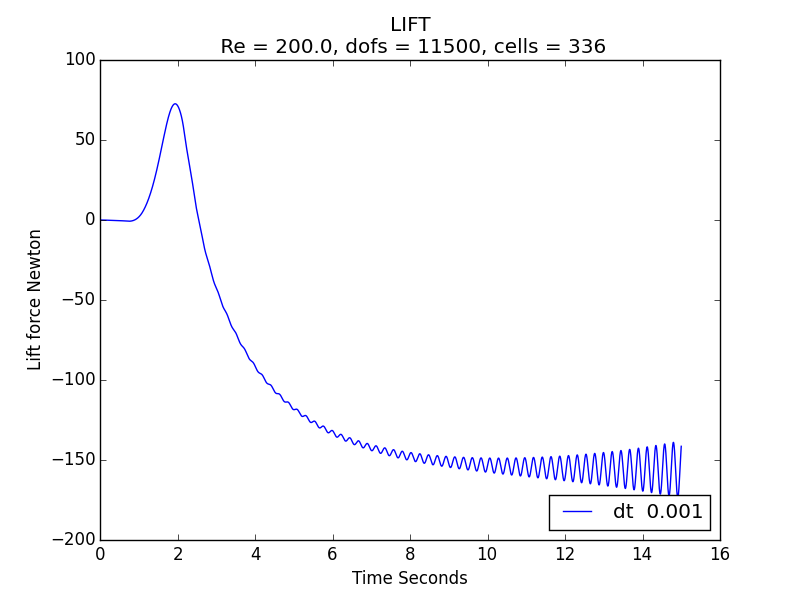 LIFT
Re = 200.0, dofs = 11500, cells = 336
100
50
0
−50
−100
−150
−200
Lift force Newton
0 2 4 6 8 10 12 14 16
Time Seconds
dt 0.001